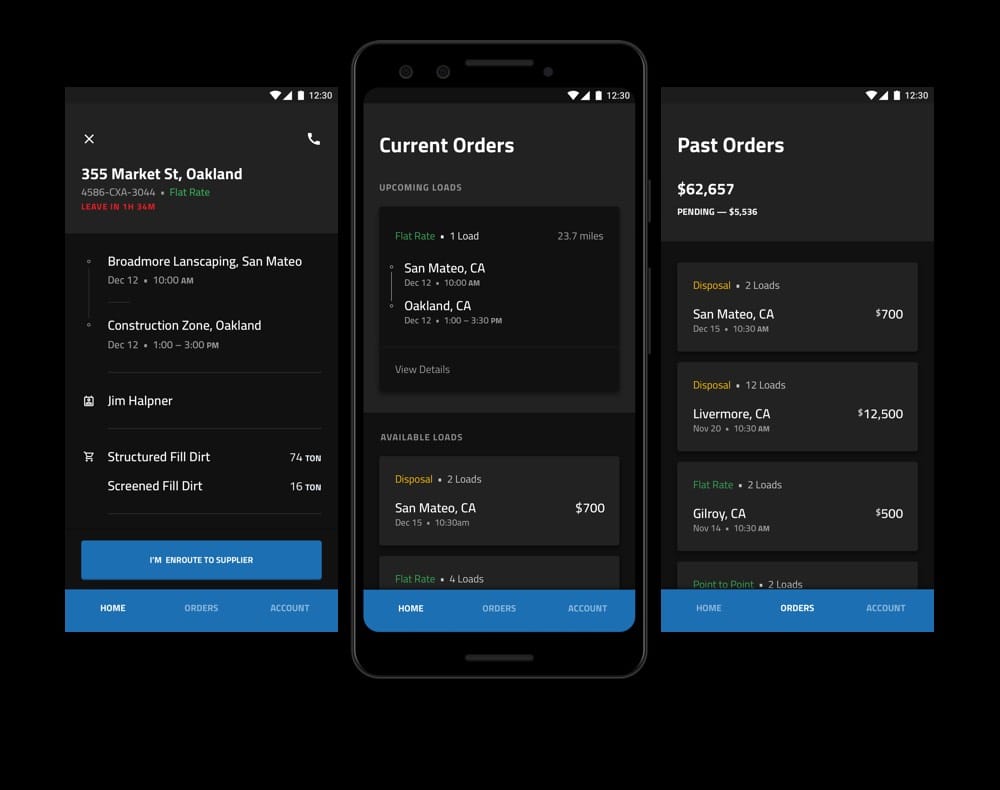 12:30
355 Market St, Oakland
4586-CXA-3044 • Flat Rate
LEAVE IN 1H 34M
Broadmore Lanscaping, San Mateo
Dec 12 • 10:00 AM
Construction Zone, Oakland
Dec 12 • 1:00 – 3:00 PM
Jim Halpner
Structured Fill Dirt 74 TON
Screened Fill Dirt 16 TON
I'M ENROUTE TO SUPPLIER
HOME ORDERS ACCOUNT
12:30
Current Orders
UPCOMING LOADS
Flat Rate • 1 Load 23.7 miles
San Mateo, CA
Dec 12 • 10:00 AM
Oakland, CA
Dec 12 • 1:00 – 3:30 PM
View Details
AVAILABLE LOADS
Disposal • 2 Loads
San Mateo, CA $700
Dec 15 • 10:30am
Flat Rate • 4 Loads
HOME ORDERS ACCOUNT
12:30
Past Orders
$62,657
PENDING — $5,536
Disposal • 2 Loads
San Mateo, CA $700
Dec 15 • 10:30 AM
Disposal • 12 Loads
Livermore, CA $12,500
Nov 20 • 10:30 AM
Flat Rate • 2 Loads
Gilroy, CA $500
Nov 14 • 10:30 AM
Point to Point • 2 Loads
HOME ORDERS ACCOUNT